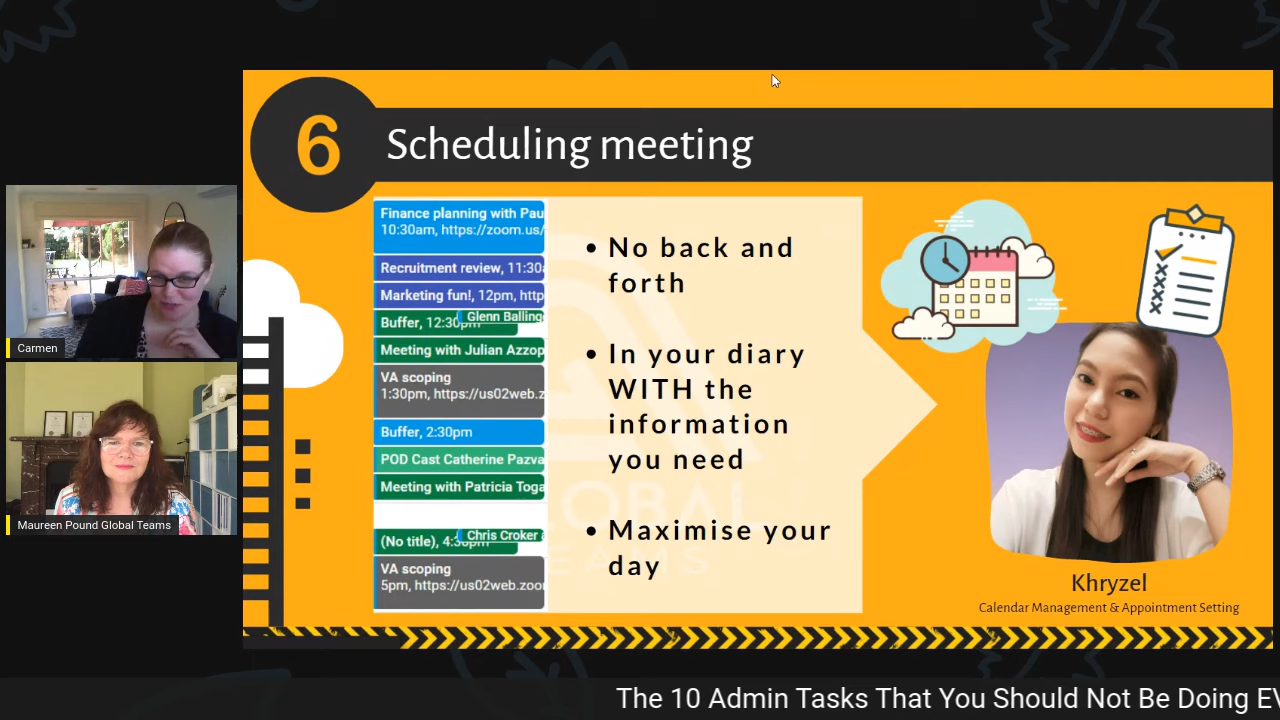 6
Scheduling meeting
Finance planning with Pau
10:30am, https://zoom.us/
Recruitment review, 11:30a
Marketing fun!, 12pm, http
Buffer, 12:30pm
Glenn Balling
Meeting with Julian Azzop
VA scoping
1:30pm, https://us02web.z
Buffer, 2:30pm
POD Cast Catherine Pazva
Meeting with Patricia Toga
(No title), 4:30pm
Chris Croker
VA scoping
5pm, https://us02web.zoo
• No back and
forth
• In your diary
WITH the
information
you need
• Maximise your
day
GLOBAL
TEAMS
Khryzel
Calendar Management & Appointment Setting
Carmen
Maureen Pound Global Teams
The 10 Admin Tasks That You Should Not Be Doing EV